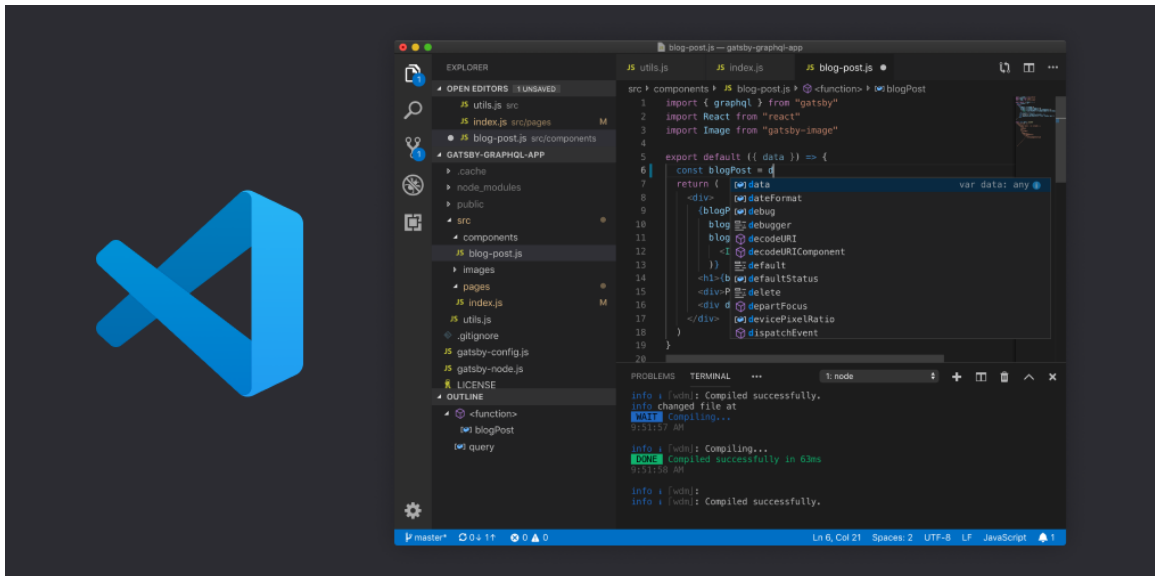 blog-post.js — gatsby-graphql-app
EXPLORER
OPEN EDITORS 1 UNSAVED
JS utils.js src
JS index.js src/pages M
JS blog-post.js src/components
GATSBY-GRAPHQL-APP
.cache
node_modules
public
src
components
JS blog-post.js
images
pages
JS index.js M
JS utils.js
.gitignore
JS gatsby-config.js
JS gatsby-node.js
LICENSE
OUTLINE
<function>
blogPost
query
1
1
JS utils.js JS index.js JS blog-post.js
src components JS blog-post.js <function> blogPost
1 import { graphql } from "gatsby"
2 import React from "react"
3 import Image from "gatsby-image"
4
5 export default ({ data }) => {
6 const blogPost = d
7 return (
8 <div>
9 {blogP
10 blog
11 blog
12 <I
13 )}
14 <h1>{b
15 <div>P
16 <div d
17 </div>
18 )
19 }
20
data var data: any
dateFormat
debug
debugger
decodeURI
decodeURIComponent
default
defaultStatus
delete
departFocus
devicePixelRatio
dispatchEvent
PROBLEMS TERMINAL ••• 1: node
info ｢wdm｣: Compiled successfully.
info changed file at
WAIT Compiling...
9:51:57 AM
info ｢wdm｣: Compiling...
DONE Compiled successfully in 63ms
9:51:58 AM
info ｢wdm｣:
info ｢wdm｣: Compiled successfully.
master* 0↓ 1↑ 0 0 Ln 6, Col 21 Spaces: 2 UTF-8 LF JavaScript 1